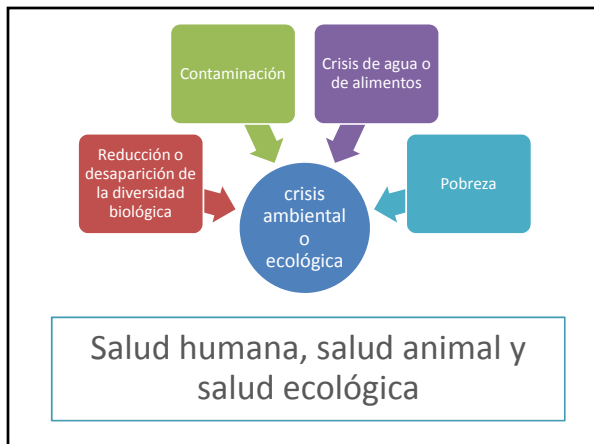 Contaminación
Crisis de agua o
de alimentos
Reducción o
desaparición de
la diversidad
biológica
Pobreza
crisis
ambiental
o
ecológica
Salud humana, salud animal y
salud ecológica